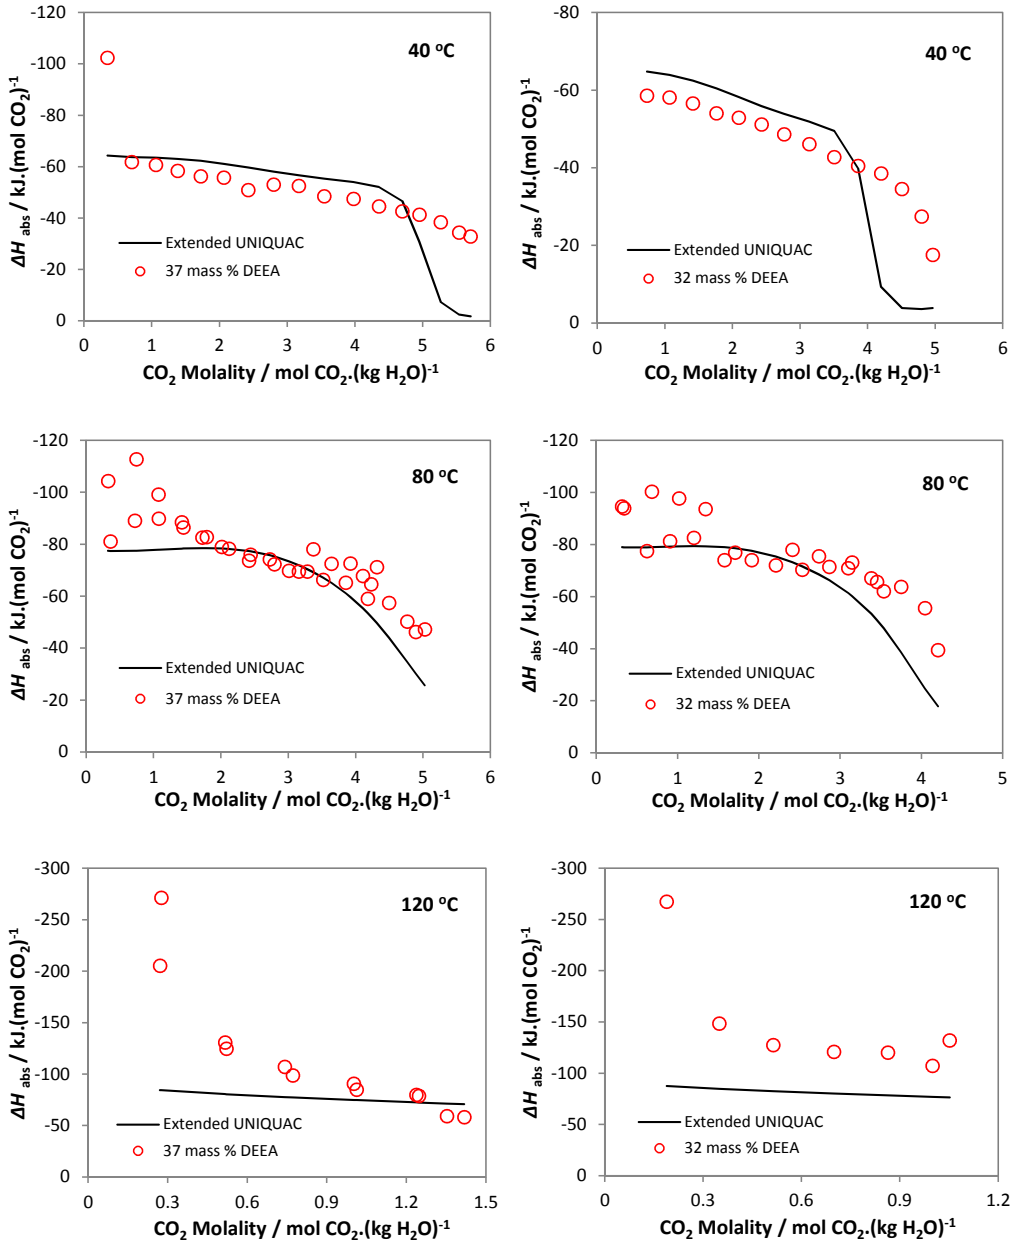 -120
-100
-80
-60
-40
-20
0
0 1 2 3 4 5 6
40 °C
Extended UNIQUAC
37 mass % DEEA
ΔH abs / kJ.(mol CO2)-1
CO2 Molality / mol CO2.(kg H2O)-1
-80
-60
-40
-20
0
0 1 2 3 4 5 6
40 °C
Extended UNIQUAC
32 mass % DEEA
ΔH abs / kJ.(mol CO2)-1
CO2 Molality / mol CO2.(kg H2O)-1
-120
-100
-80
-60
-40
-20
0
0 1 2 3 4 5 6
80 °C
Extended UNIQUAC
37 mass % DEEA
ΔH abs / kJ.(mol CO2)-1
CO2 Molality / mol CO2.(kg H2O)-1
-120
-100
-80
-60
-40
-20
0
0 1 2 3 4 5
80 °C
Extended UNIQUAC
32 mass % DEEA
ΔH abs / kJ.(mol CO2)-1
CO2 Molality / mol CO2.(kg H2O)-1
-300
-250
-200
-150
-100
-50
0
0 0.3 0.6 0.9 1.2 1.5
120 °C
Extended UNIQUAC
37 mass % DEEA
ΔH abs / kJ.(mol CO2)-1
CO2 Molality / mol CO2.(kg H2O)-1
-300
-250
-200
-150
-100
-50
0
0 0.3 0.6 0.9 1.2
120 °C
Extended UNIQUAC
32 mass % DEEA
ΔH abs / kJ.(mol CO2)-1
CO2 Molality / mol CO2.(kg H2O)-1